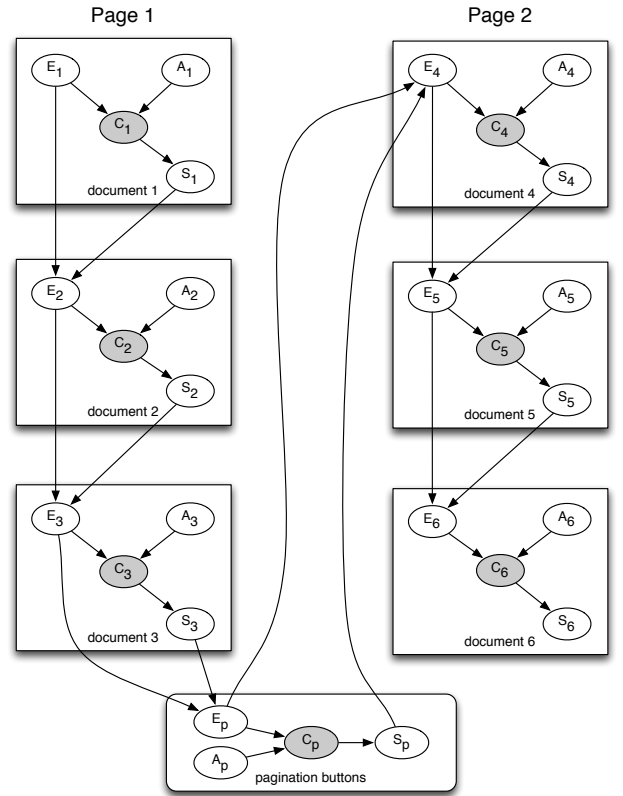 Page 1
E1 A1
C1
S1
document 1
E2 A2
C2
S2
document 2
E3 A3
C3
S3
document 3
Ep
Cp Sp
Ap
pagination buttons
Page 2
E4 A4
C4
S4
document 4
E5 A5
C5
S5
document 5
E6 A6
C6
S6
document 6